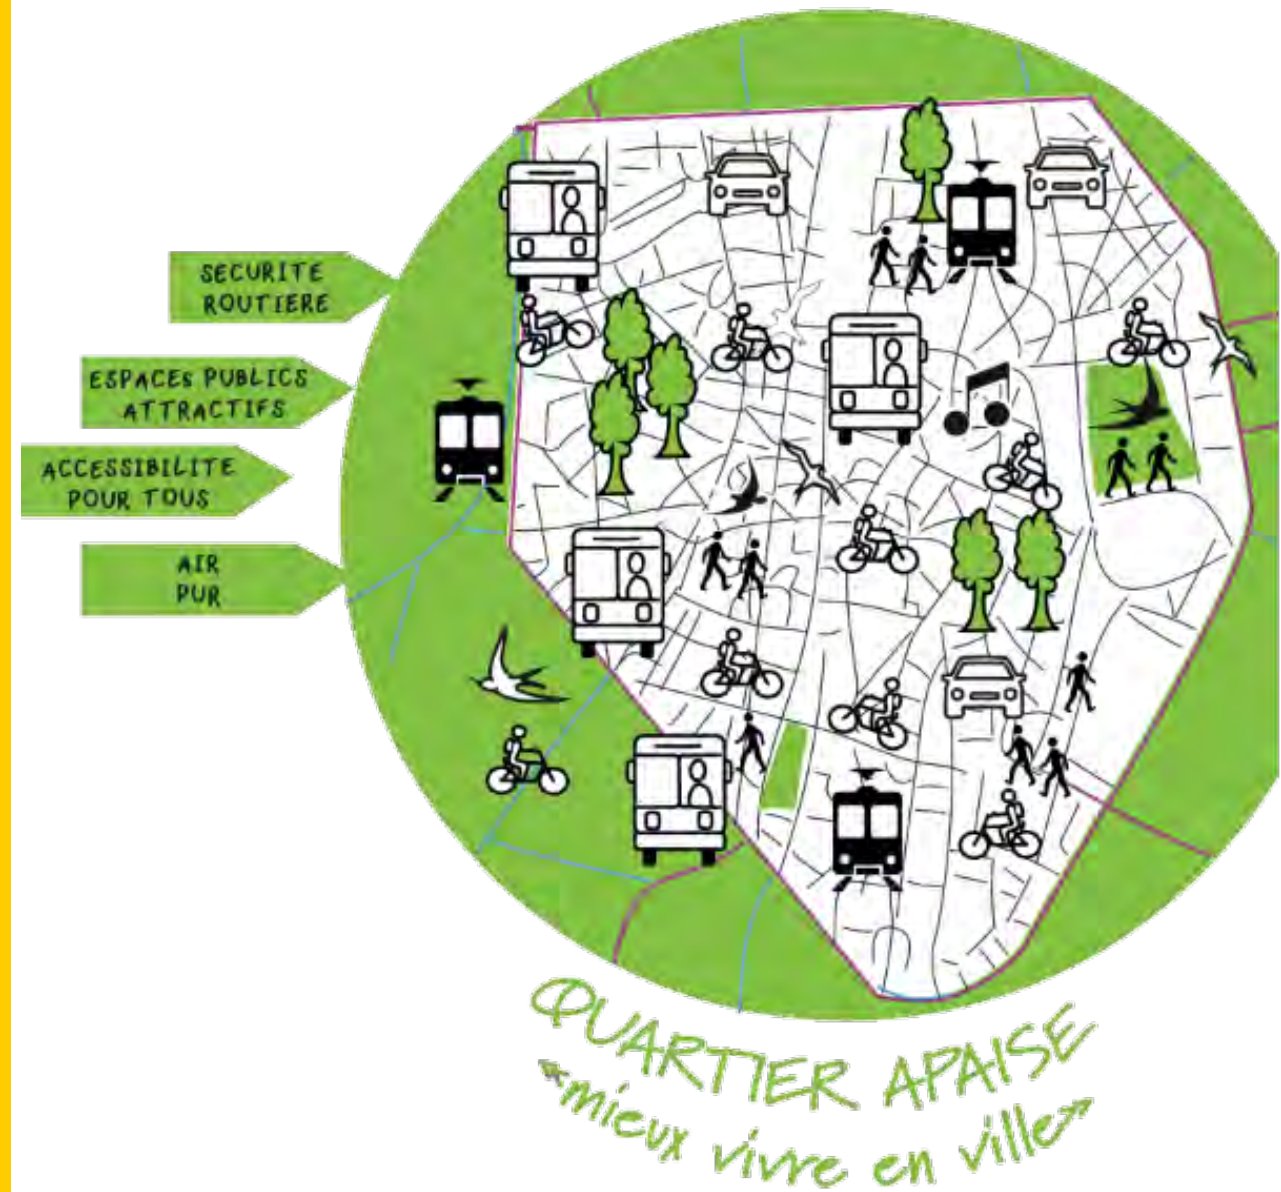 SECURITE
ROUTIERE
ESPACES PUBLICS
ATTRACTIFS
ACCESSIBILITE
POUR TOUS
AIR
PUR
QUARTIER APAISE
mieux vivre en ville